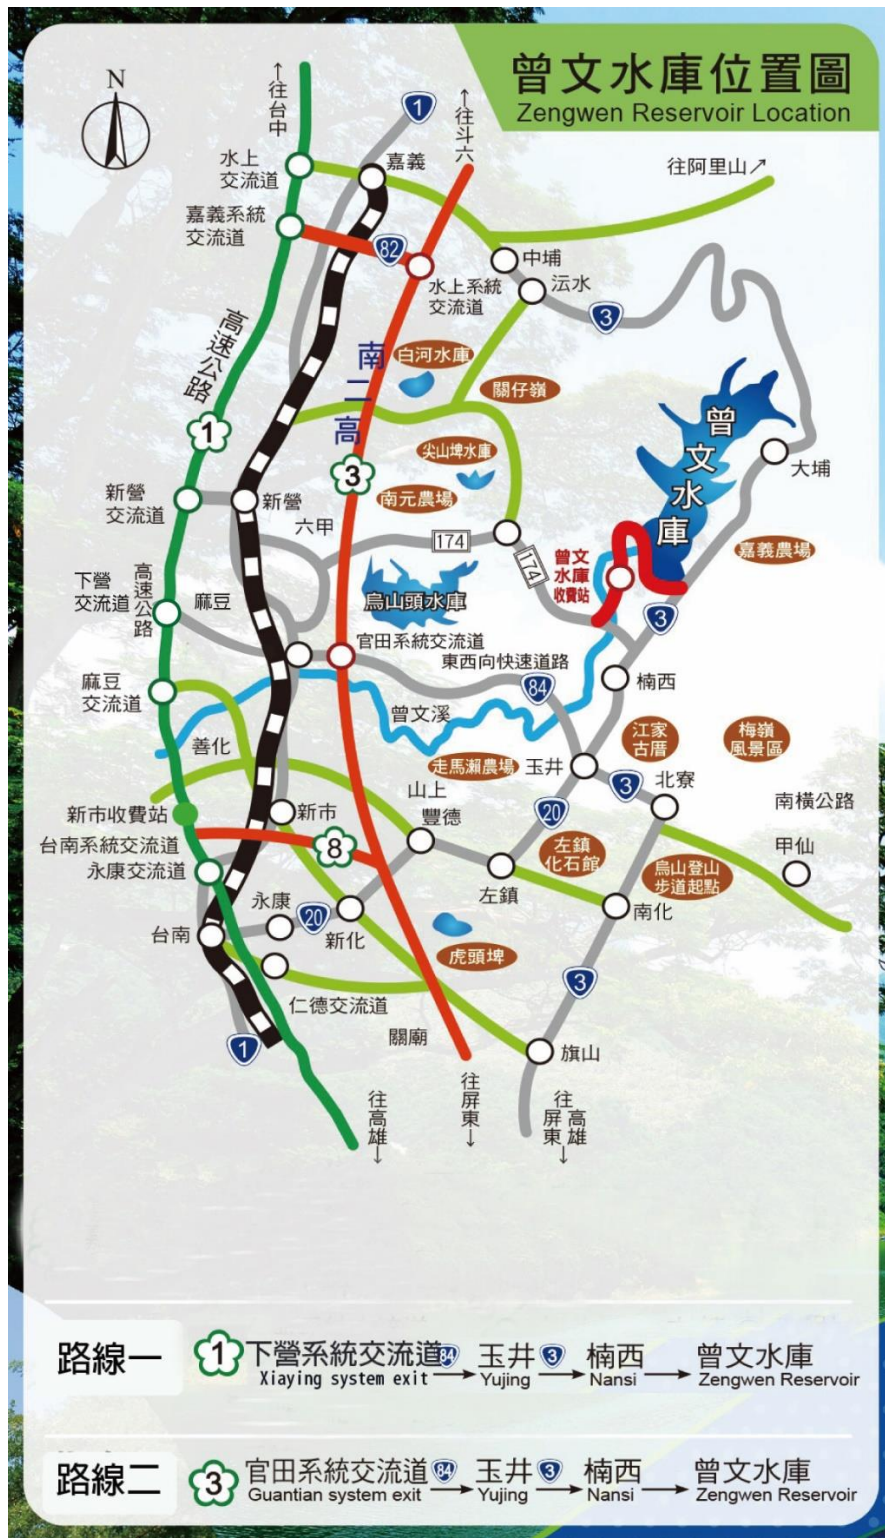 曾文水庫位置圖
Zengwen Reservoir Location
N
←往台中
1
←往斗六
往阿里山↗
水上
交流道
嘉義
嘉義系統
交流道
82
中埔
水上系統
交流道
沄水
3
高速公路
1
南二高
3
白河水庫
關仔嶺
曾文水庫
大埔
尖山埤水庫
南元農場
新營
交流道
新營
六甲
174
174
曾文
水庫
收費站
嘉義農場
3
下營
交流道
高速公路
麻豆
烏山頭水庫
官田系統交流道
東西向快速道路
84
楠西
麻豆
交流道
曾文溪
善化
走馬瀨農場
玉井
江家
古厝
梅嶺
風景區
3
北寮
南橫公路
新市收費站
新市
山上
豐德
20
台南系統交流道
8
永康交流道
左鎮
化石館
烏山登山
步道起點
甲仙
左鎮
永康
20
新化
南化
台南
虎頭埤
3
仁德交流道
關廟
旗山
1
往高雄→
往屏東→
往
屏東
高雄→
路線一
1
下營系統交流道
84
玉井
3
楠西
曾文水庫
Xiaying system exit
Yujing
Nansi
Zengwen Reservoir
路線二
3
官田系統交流道
84
玉井
3
楠西
曾文水庫
Guantian system exit
Yujing
Nansi
Zengwen Reservoir